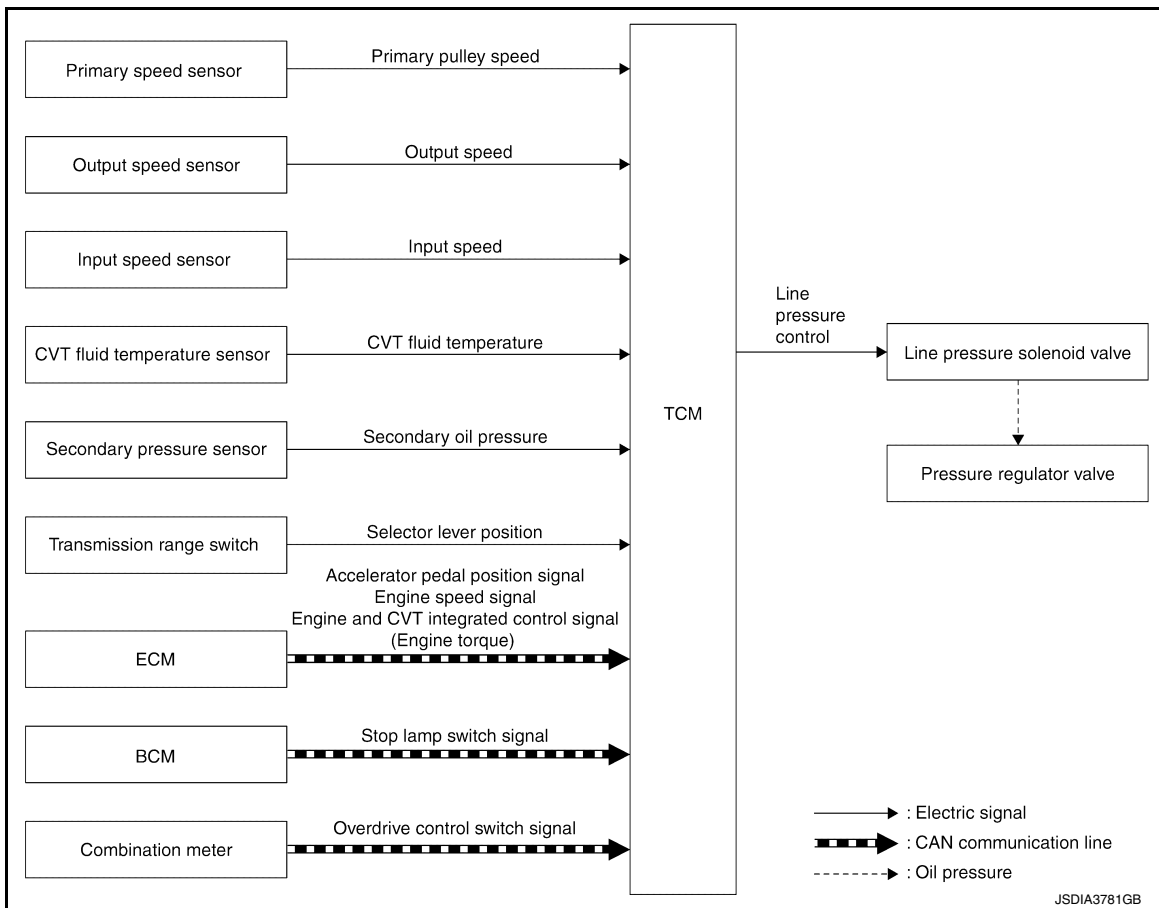 Primary speed sensor
Primary pulley speed
Output speed sensor
Output speed
Input speed sensor
Input speed
CVT fluid temperature sensor
CVT fluid temperature
Secondary pressure sensor
Secondary oil pressure
Transmission range switch
Selector lever position
Accelerator pedal position signal
Engine speed signal
Engine and CVT integrated control signal
(Engine torque)
ECM
BCM
Stop lamp switch signal
Combination meter
Overdrive control switch signal
TCM
Line
pressure
control
Line pressure solenoid valve
Pressure regulator valve
: Electric signal
: CAN communication line
: Oil pressure
JSDIA3781GB